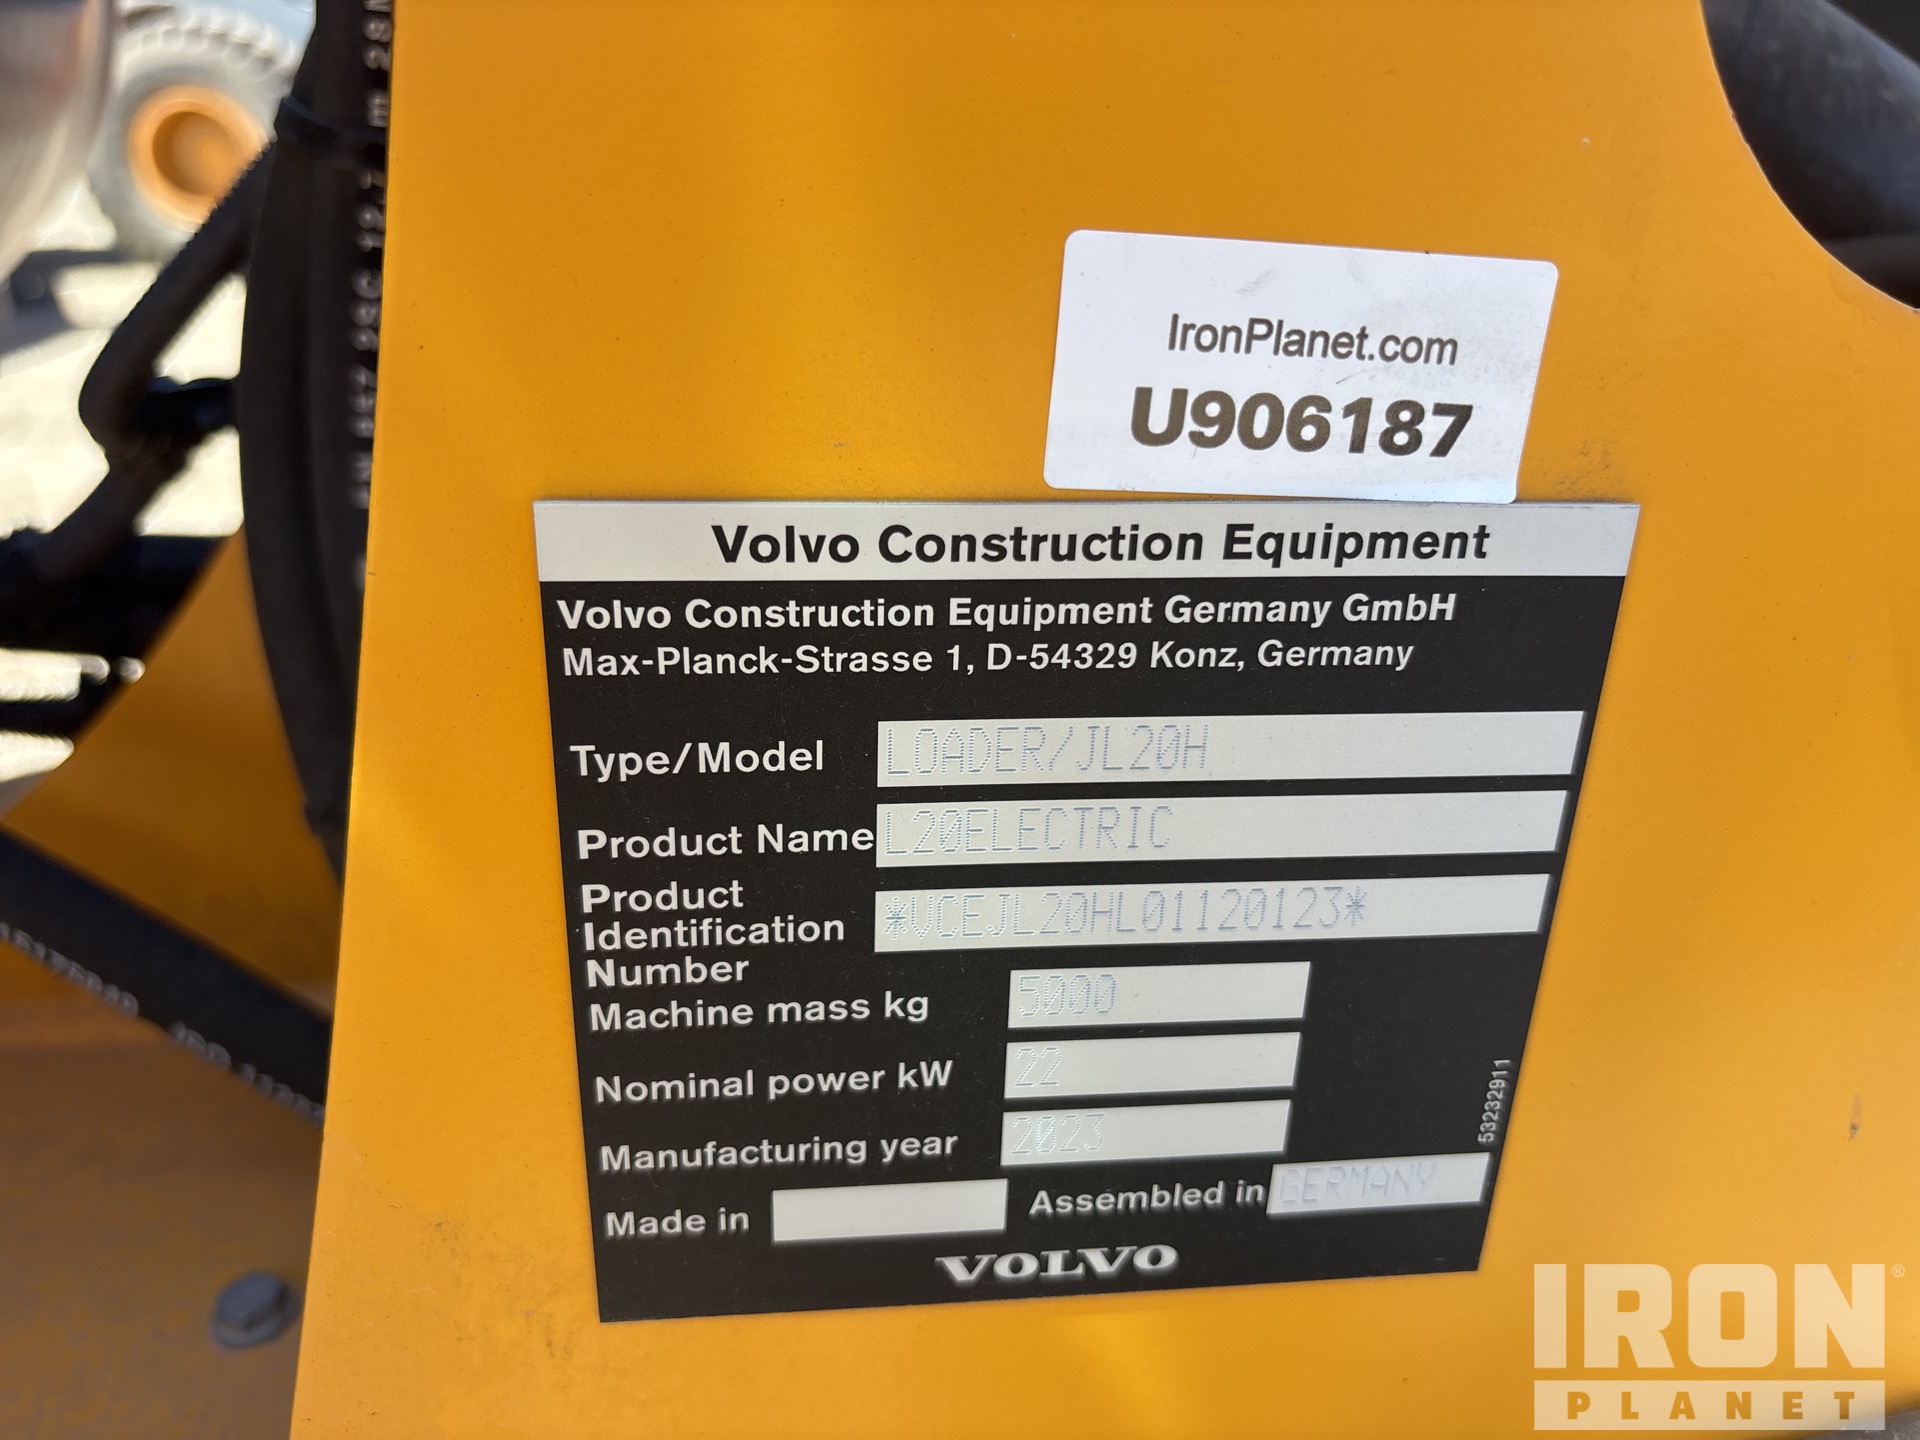 IronPlanet.com
U906187
Volvo Construction Equipment
Volvo Construction Equipment Germany GmbH
Max-Planck-Strasse 1, D-54329 Konz, Germany
Type/Model LOADER/JL20H
Product Name L20ELECTRIC
Product Identification Number *VCEJL20HL01120123*
Machine mass kg 5000
Nominal power kW 22
Manufacturing year 2023
Made in
Assembled in GERMANY
53232911
VOLVO
IRON®
PLANET